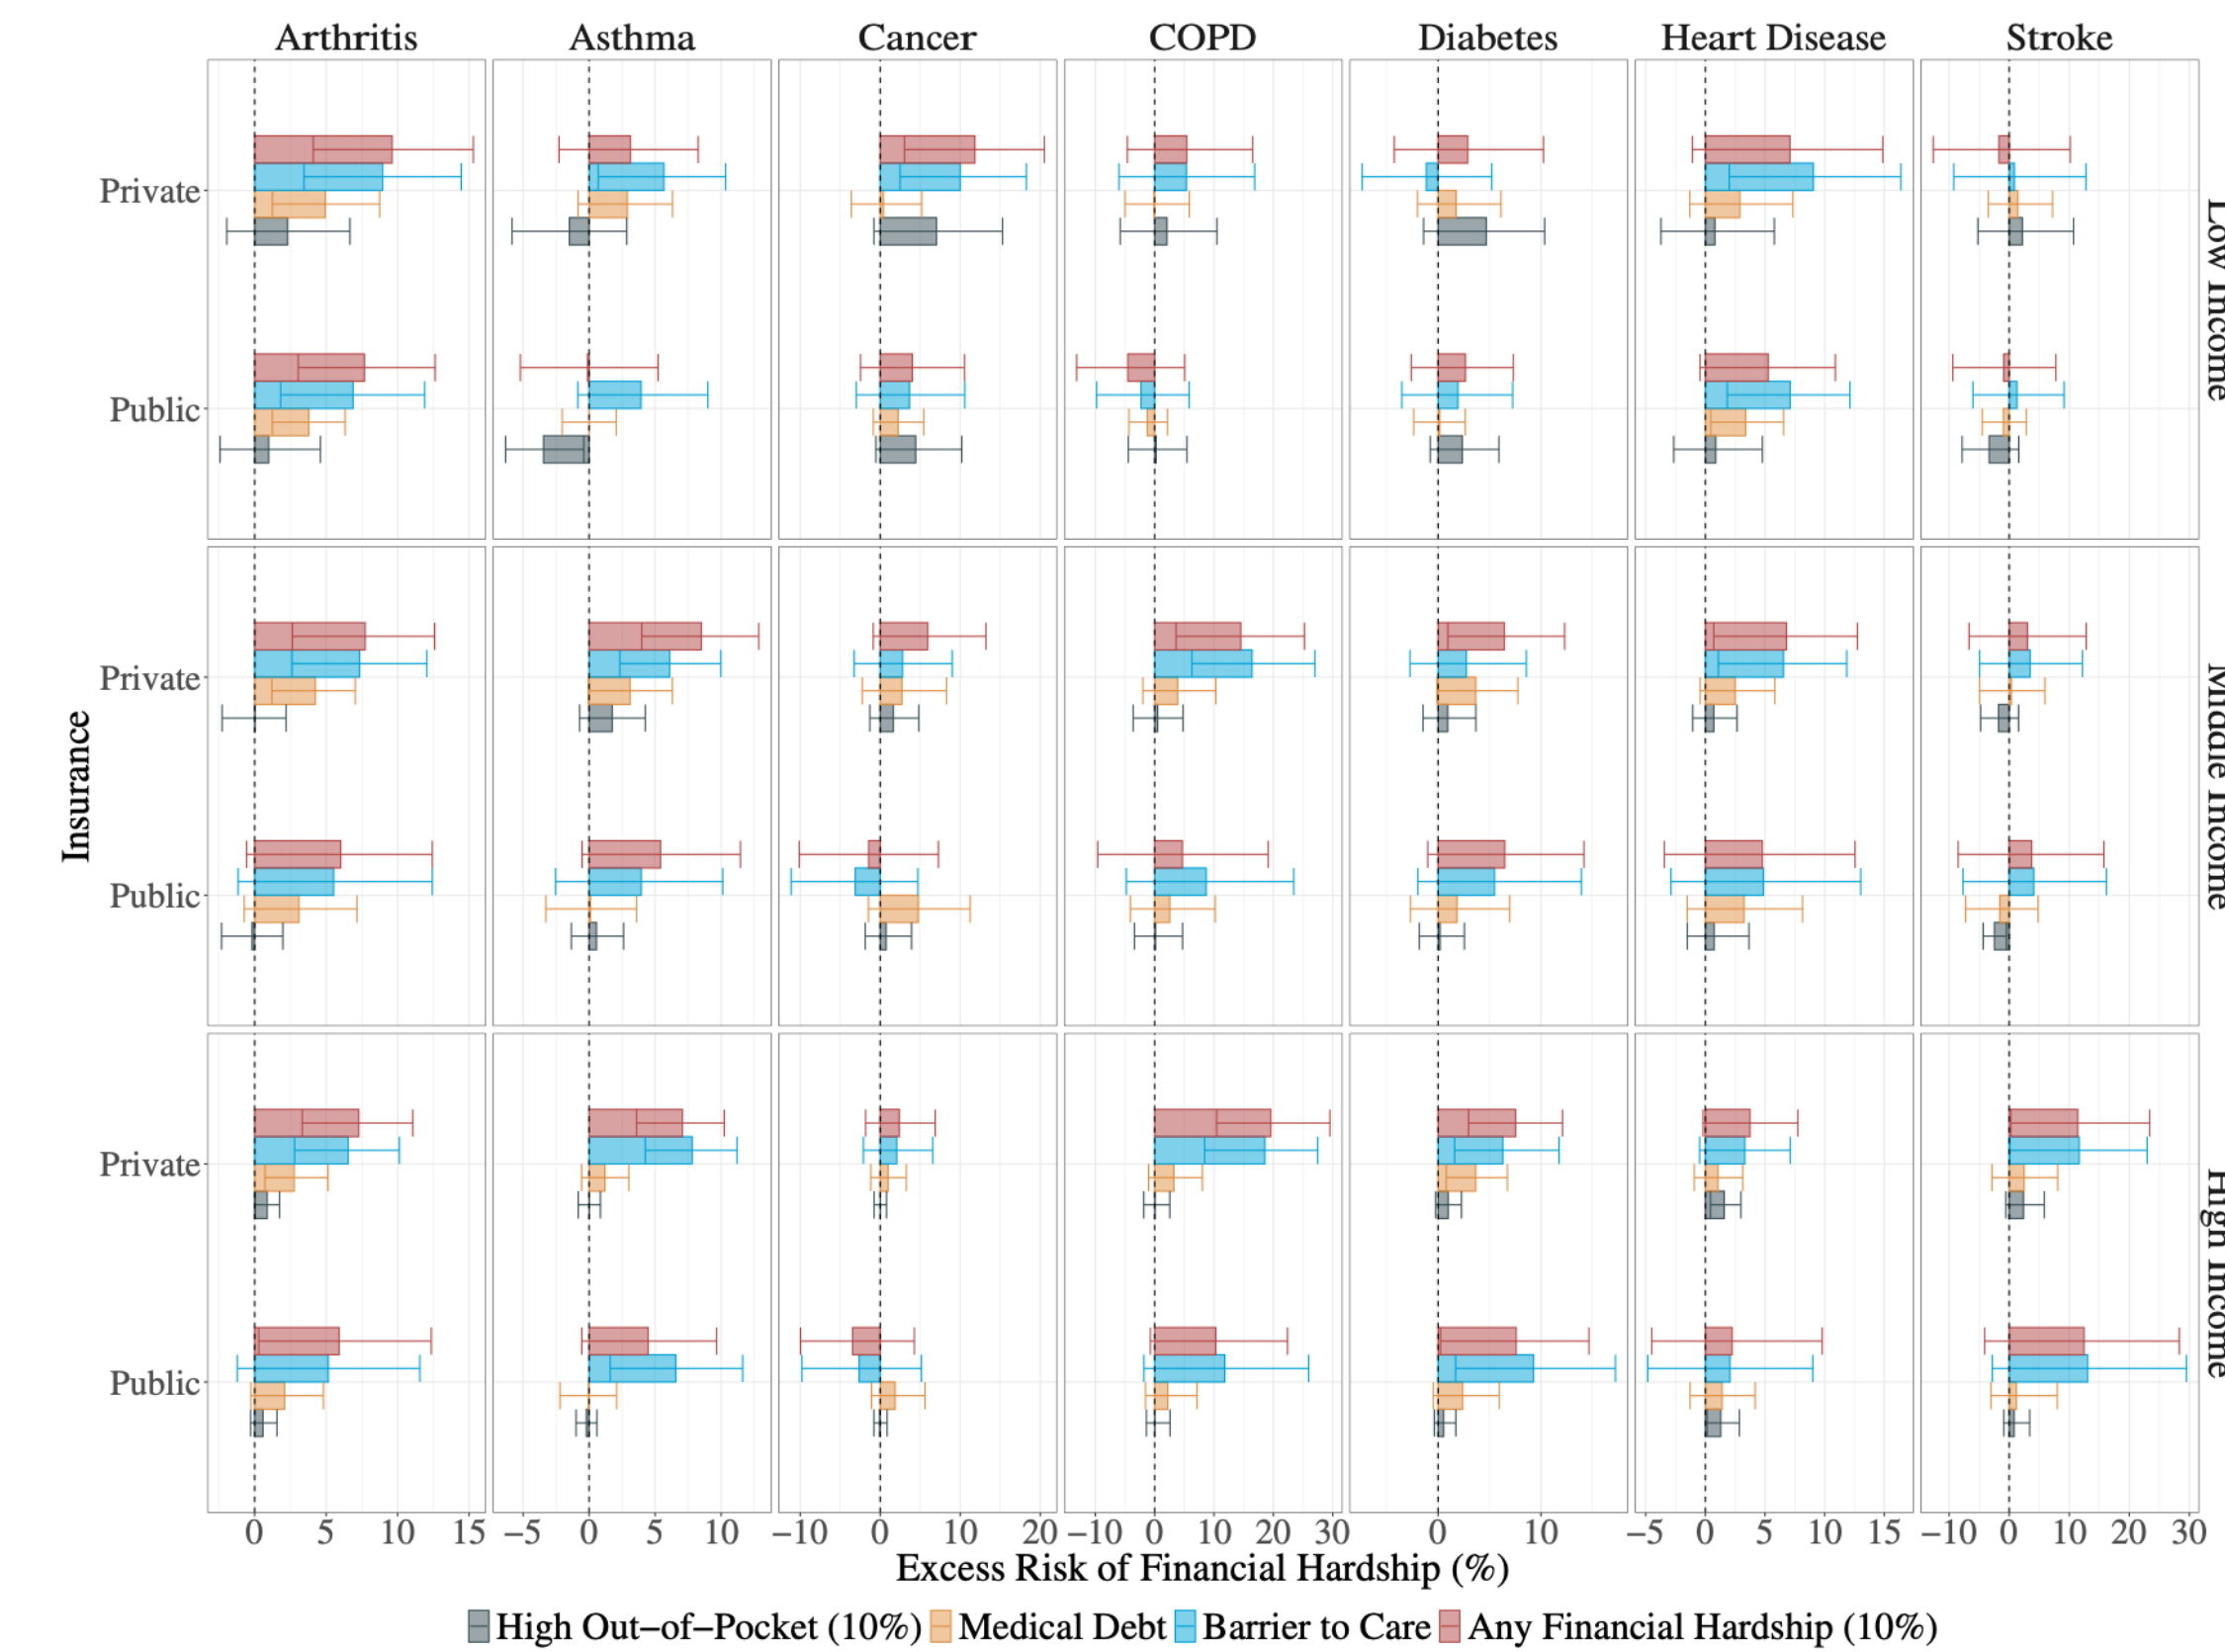 Arthritis Asthma Cancer COPD Diabetes Heart Disease Stroke
Private
Public
Low Income
Private
Public
Middle Income
Private
Public
High Income
Insurance
0 5 10 15 −5 0 5 10 −10 0 10 20 −10 0 10 20 30 0 10 −5 0 5 10 15 −10 0 10 20 30
Excess Risk of Financial Hardship (%)
High Out−of−Pocket (10%) Medical Debt Barrier to Care Any Financial Hardship (10%)